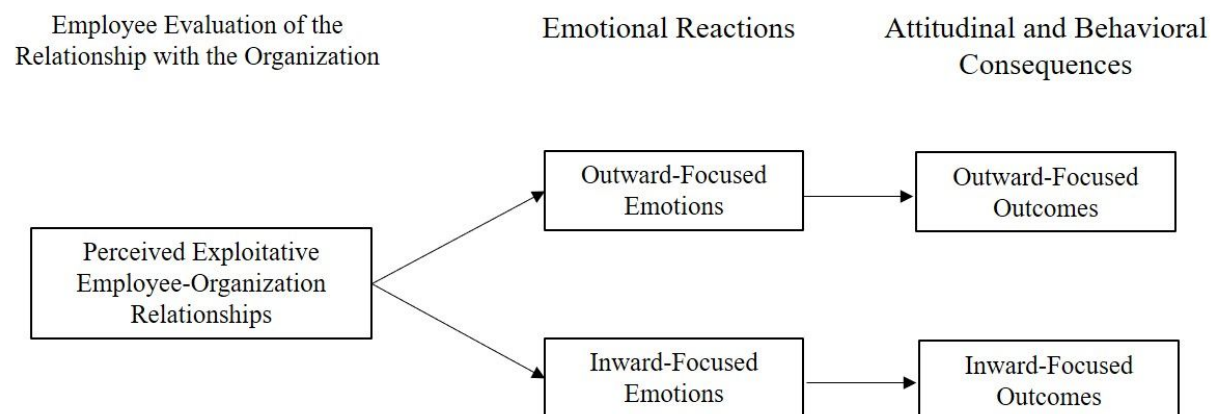 Employee Evaluation of the
Relationship with the Organization
Emotional Reactions
Attitudinal and Behavioral
Consequences
Perceived Exploitative
Employee-Organization
Relationships
Outward-Focused
Emotions
Outward-Focused
Outcomes
Inward-Focused
Emotions
Inward-Focused
Outcomes